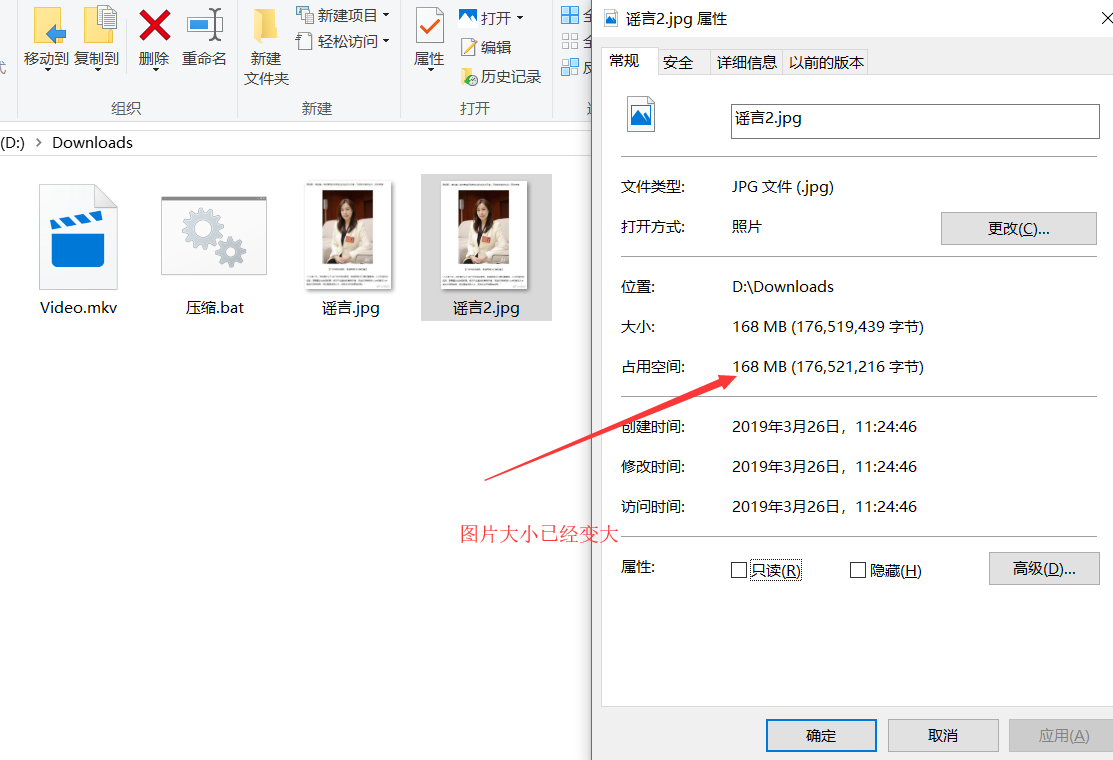 移动到
复制到
删除
重命名
新建
文件夹
新建项目
轻松访问
属性
打开
编辑
历史记录
组织
新建
打开
(D:) > Downloads
Video.mkv
压缩.bat
谣言.jpg
谣言2.jpg
图片大小已经变大
谣言2.jpg 属性
常规 安全 详细信息 以前的版本
谣言2.jpg
文件类型: JPG 文件 (.jpg)
打开方式: 照片 更改(C)...
位置: D:\Downloads
大小: 168 MB (176,519,439 字节)
占用空间: 168 MB (176,521,216 字节)
创建时间: 2019年3月26日，11:24:46
修改时间: 2019年3月26日，11:24:46
访问时间: 2019年3月26日，11:24:46
属性: 只读(R) 隐藏(H) 高级(D)...
确定 取消 应用(A)